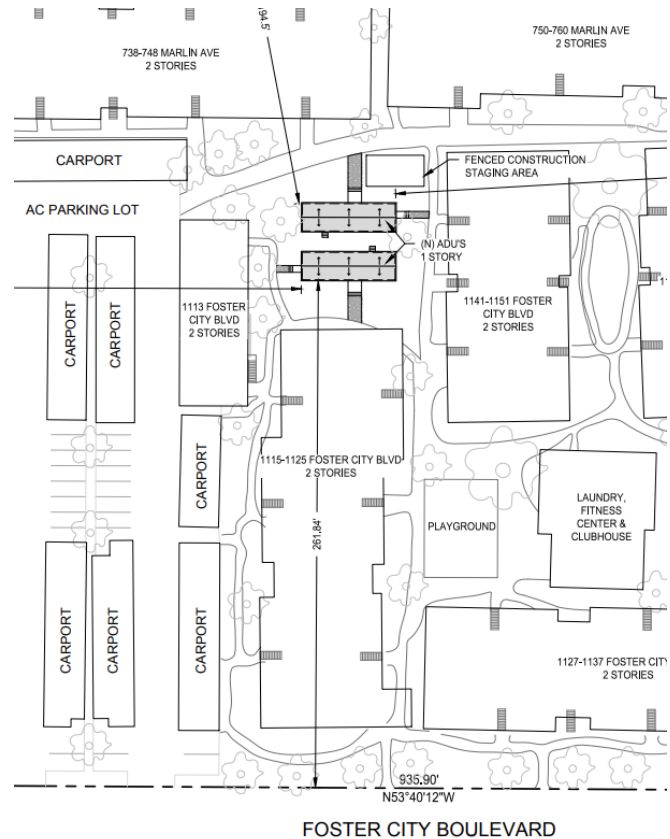 ,94.5'
738-748 MARLIN AVE
2 STORIES
750-760 MARLIN AVE
2 STORIES
CARPORT
FENCED CONSTRUCTION
STAGING AREA
AC PARKING LOT
(N) ADU'S
1 STORY
1113 FOSTER
CITY BLVD
2 STORIES
1141-1151 FOSTER
CITY BLVD
2 STORIES
CARPORT
CARPORT
CARPORT
1115-1125 FOSTER CITY BLVD
2 STORIES
261.84'
PLAYGROUND
LAUNDRY,
FITNESS
CENTER &
CLUBHOUSE
CARPORT
CARPORT
CARPORT
1127-1137 FOSTER CITY
2 STORIES
935.90'
N53°40'12"W
FOSTER CITY BOULEVARD